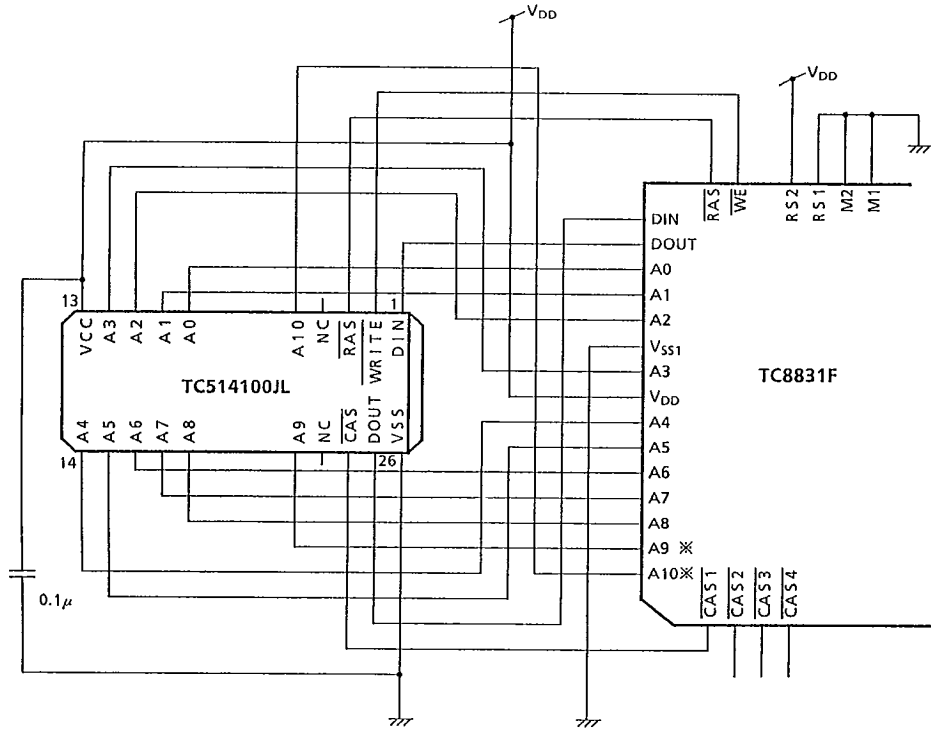 VDD
VDD
RAS
WE
RS2
RS1
M2
M1
DIN
DOUT
A0
A1
A2
VSS1
A3
VDD
A4
A5
A6
A7
A8
A9 ※
A10※
TC8831F
CAS1
CAS2
CAS3
CAS4
13
1
VCC
A3
A2
A1
A0
A10
NC
RAS
WRITE
DIN
TC514100JL
A4
A5
A6
A7
A8
A9
NC
CAS
DOUT
VSS
14
26
0.1μ